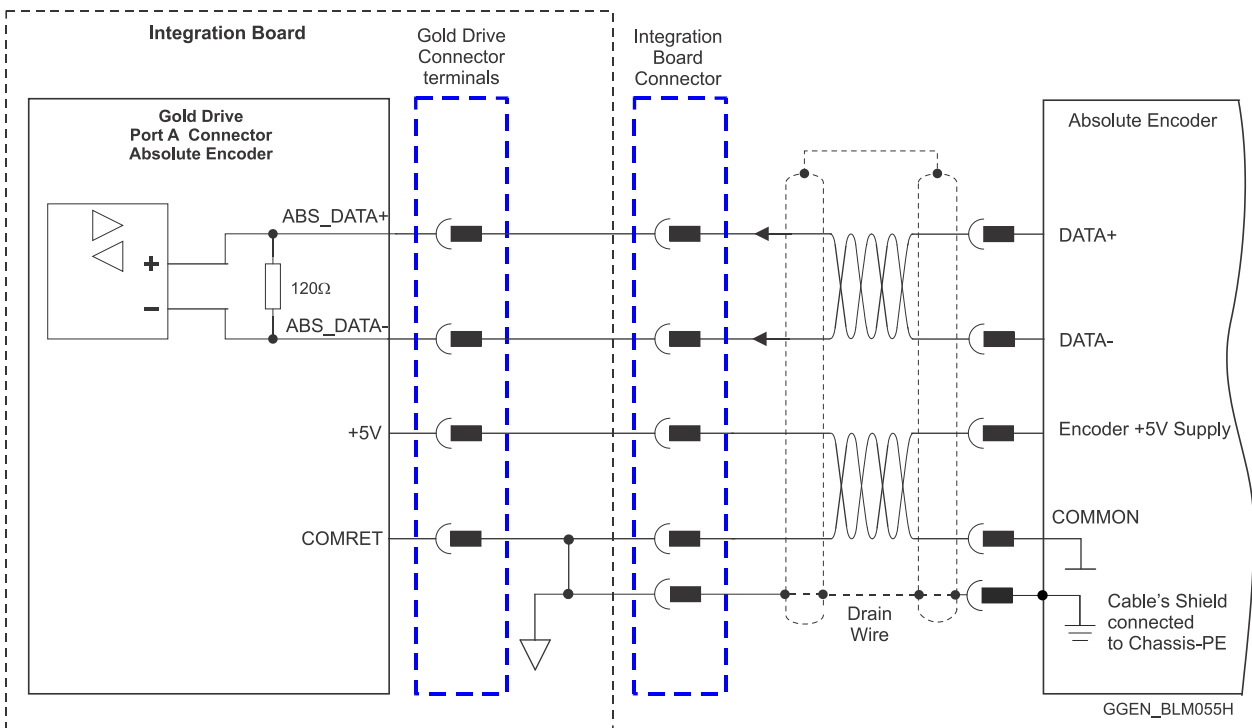 Integration Board
Gold Drive
Connector
terminals
Integration
Board
Connector
Gold Drive
Port A Connector
Absolute Encoder
Absolute Encoder
ABS_DATA+
DATA+
+
120Ω
−
ABS_DATA-
DATA-
+5V
Encoder +5V Supply
COMRET
COMMON
Drain
Wire
Cable's Shield
connected
to Chassis-PE
GGEN_BLM055H